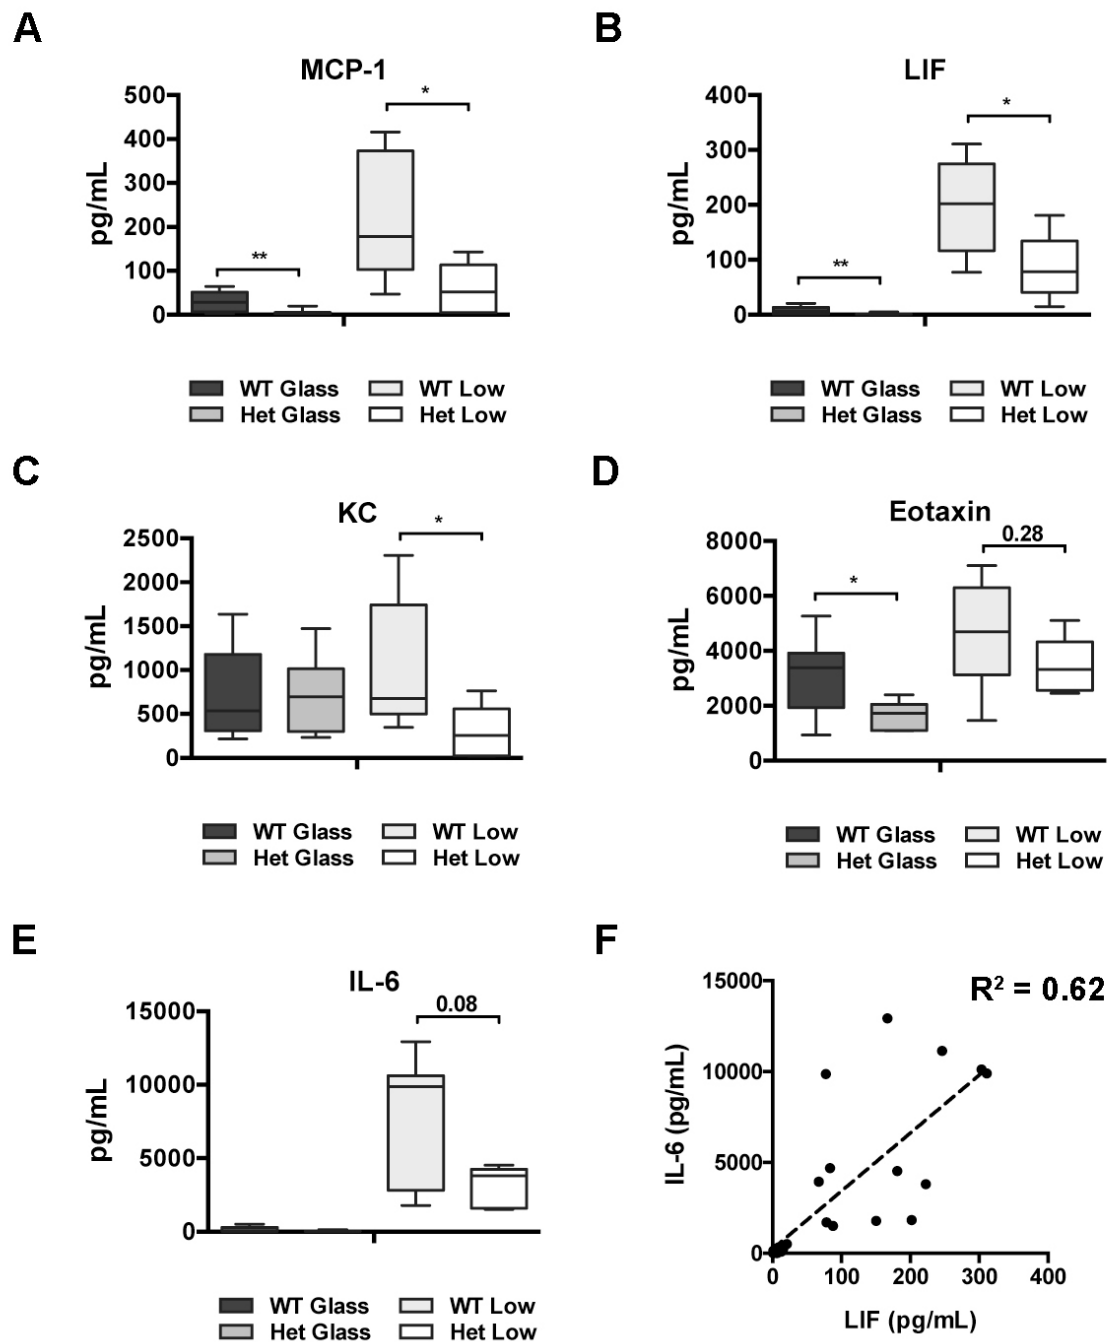 A
MCP-1
500
400
300
200
100
0
pg/mL
**
*
WT Glass WT Low
Het Glass Het Low
B
LIF
400
300
200
100
0
pg/mL
**
*
WT Glass WT Low
Het Glass Het Low
C
KC
2500
2000
1500
1000
500
0
pg/mL
*
WT Glass WT Low
Het Glass Het Low
D
Eotaxin
8000
6000
4000
2000
0
pg/mL
*
0.28
WT Glass WT Low
Het Glass Het Low
E
IL-6
15000
10000
5000
0
pg/mL
0.08
WT Glass WT Low
Het Glass Het Low
F
R² = 0.62
15000
10000
5000
0
IL-6 (pg/mL)
0 100 200 300 400
LIF (pg/mL)